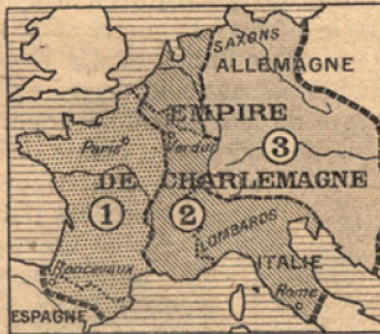 SAXONS
ALLEMAGNE
EMPIRE
Paris
Verdun
3
DE CHARLEMAGNE
1
2
LOMBARDS
Roncevaux
ITALIE
Rome
ESPAGNE